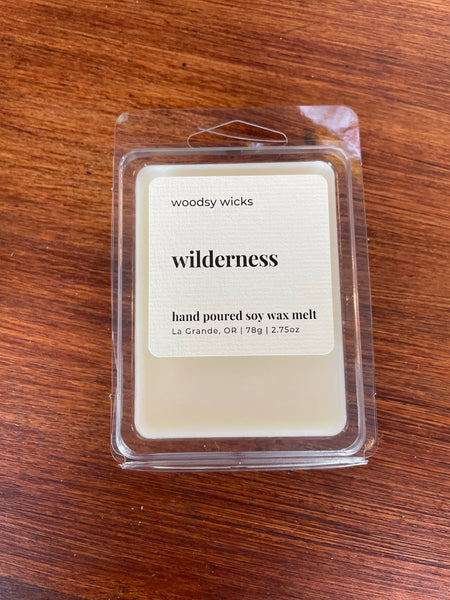 woodsy wicks
wilderness
hand poured soy wax melt
La Grande, OR | 78g | 2.75oz